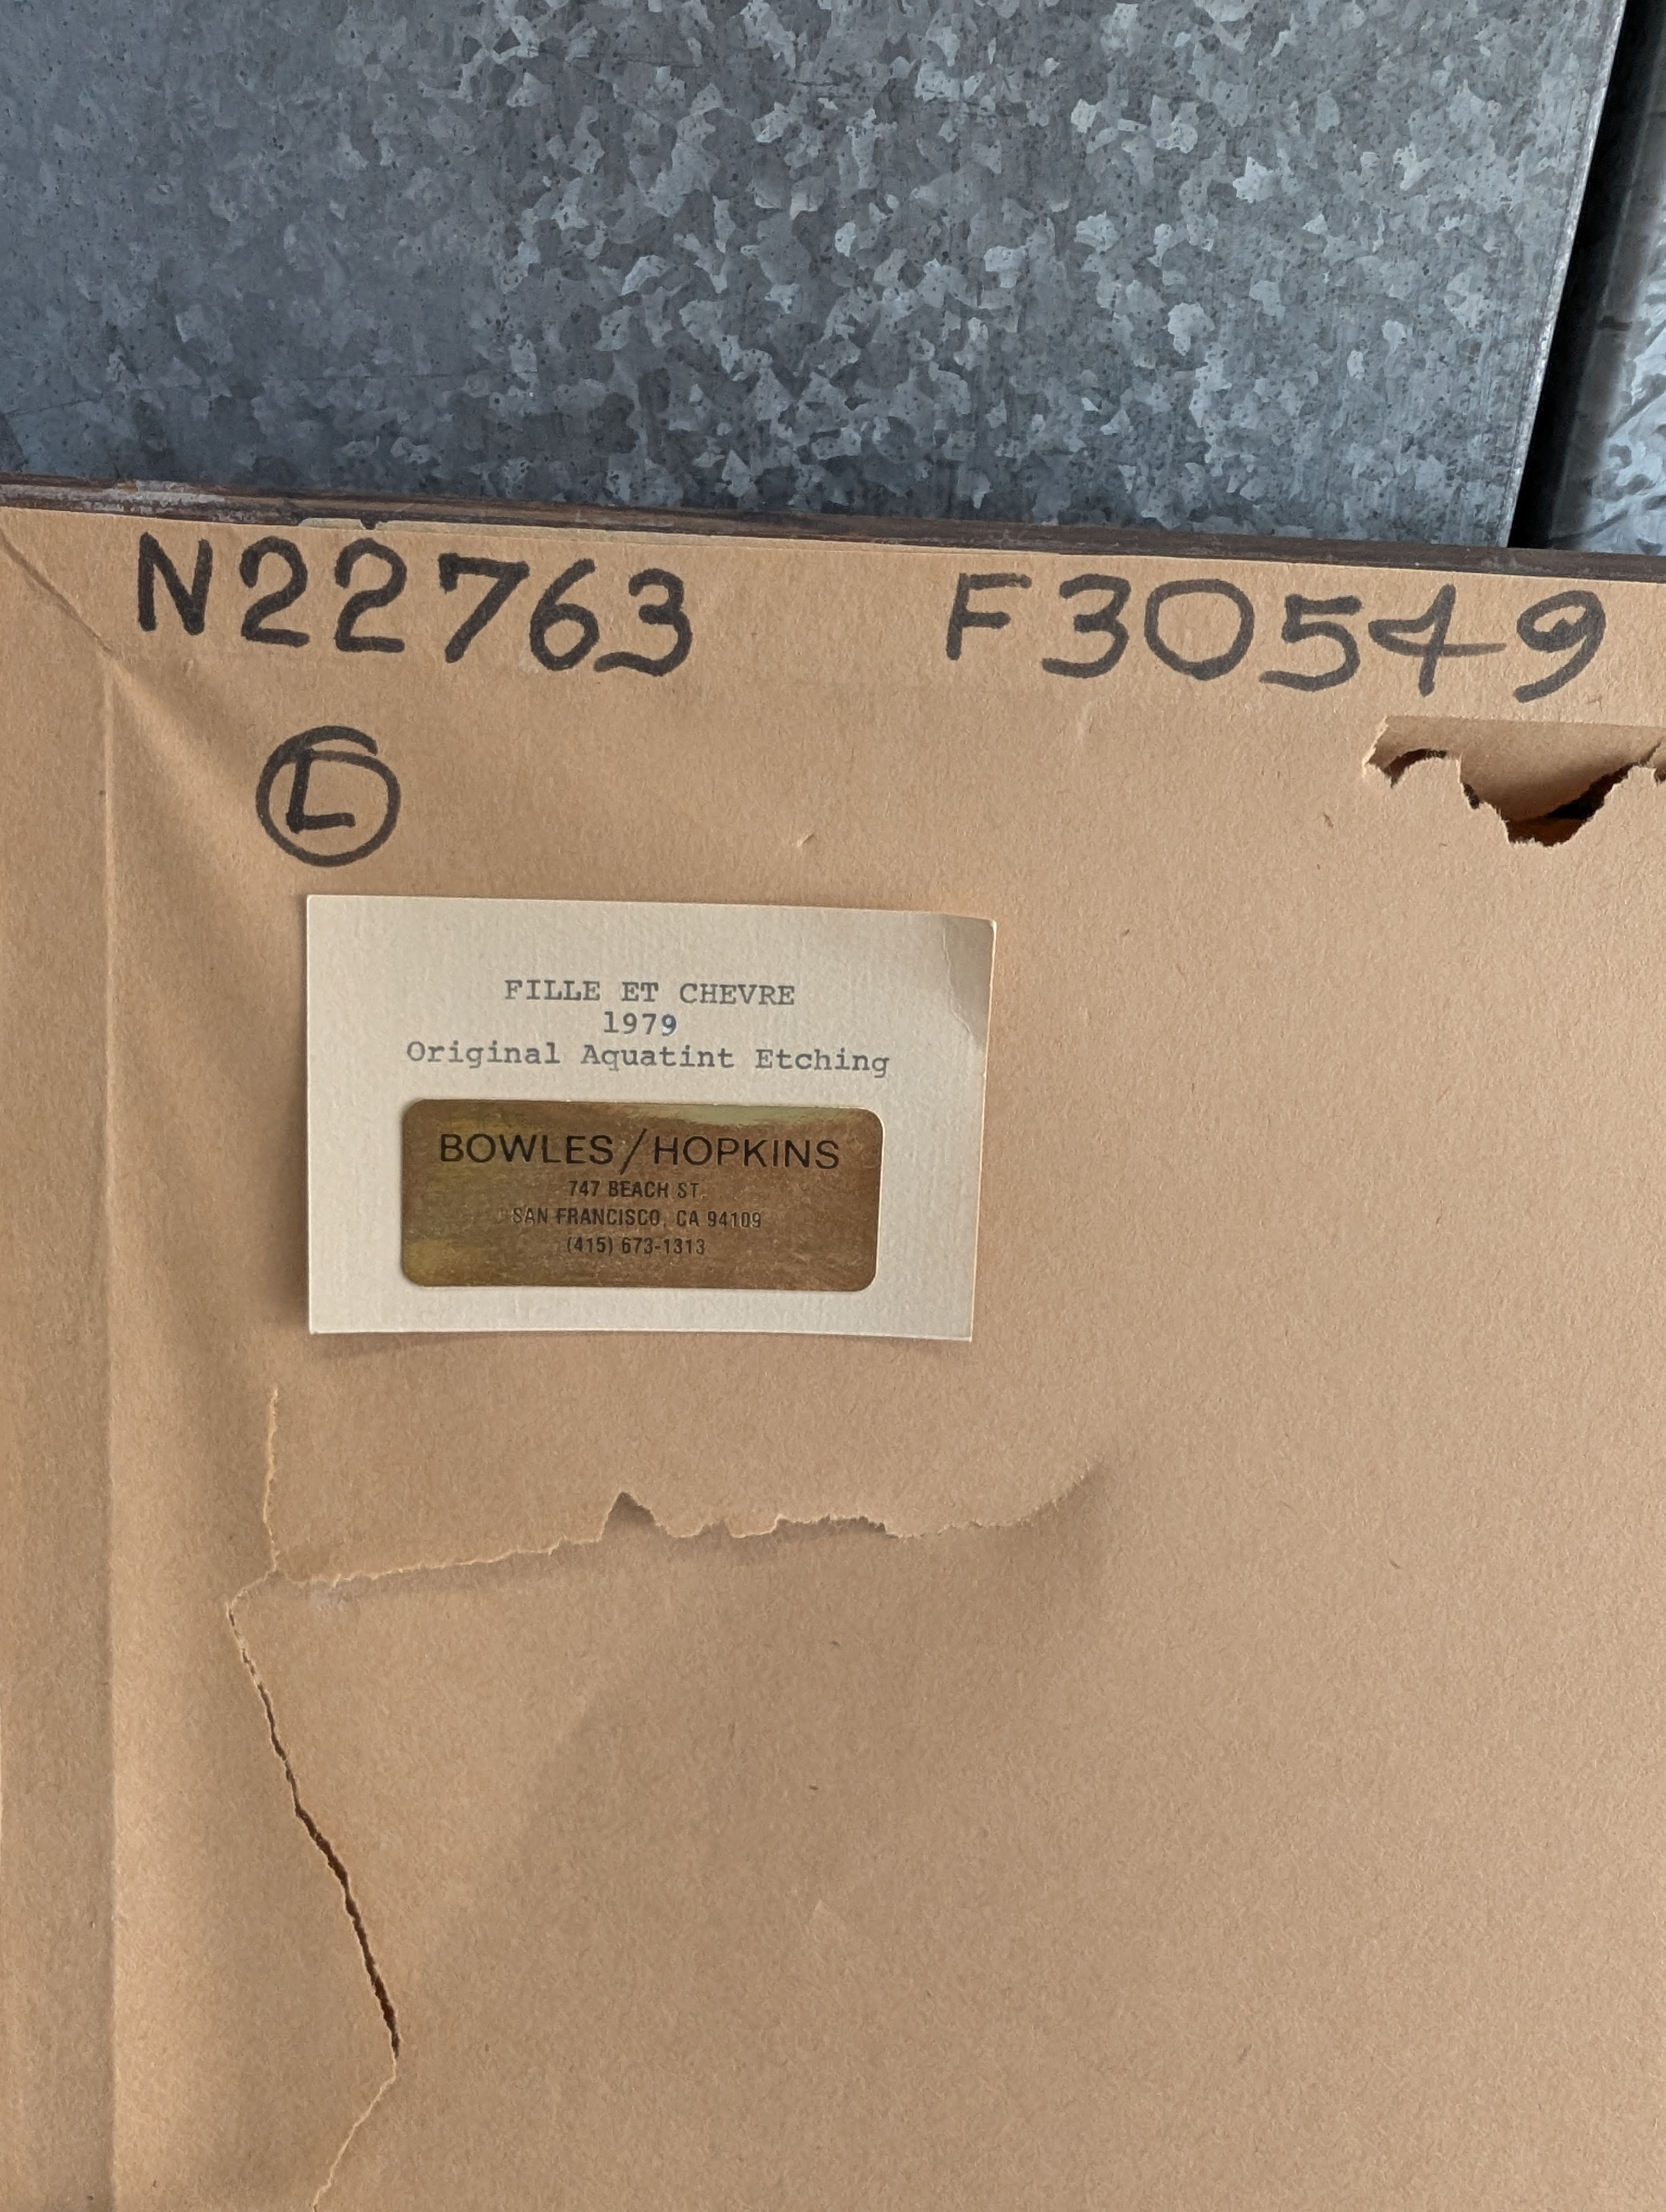 N22763 F30549
L
FILLE ET CHEVRE
1979
Original Aquatint Etching
BOWLES/HOPKINS
747 BEACH ST.
SAN FRANCISCO, CA 94109
(415) 673-1313